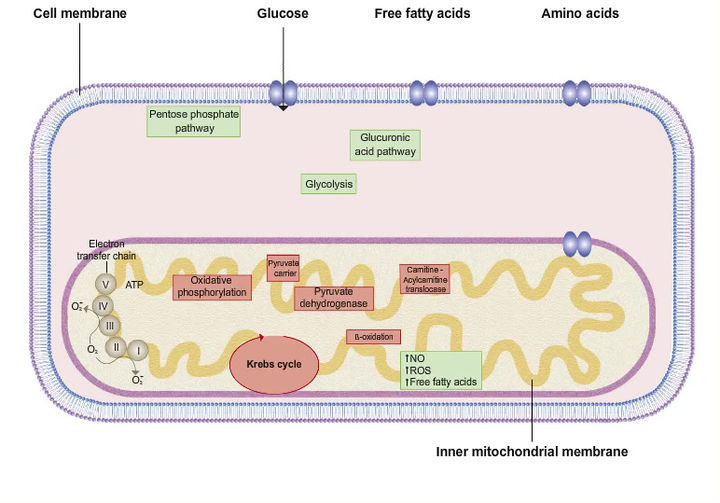 Cell membrane
Glucose
Free fatty acids
Amino acids
Pentose phosphate
pathway
Glucuronic
acid pathway
Glycolysis
Electron
transfer chain
V
ATP
IV
O₂⁻
III
O₂
II
I
O₂⁻
Oxidative
phosphorylation
Pyruvate
carrier
Pyruvate
dehydrogenase
Carnitine -
Acylcarnitine
translocase
ß-oxidation
Krebs cycle
↑NO
↑ROS
↑Free fatty acids
Inner mitochondrial membrane